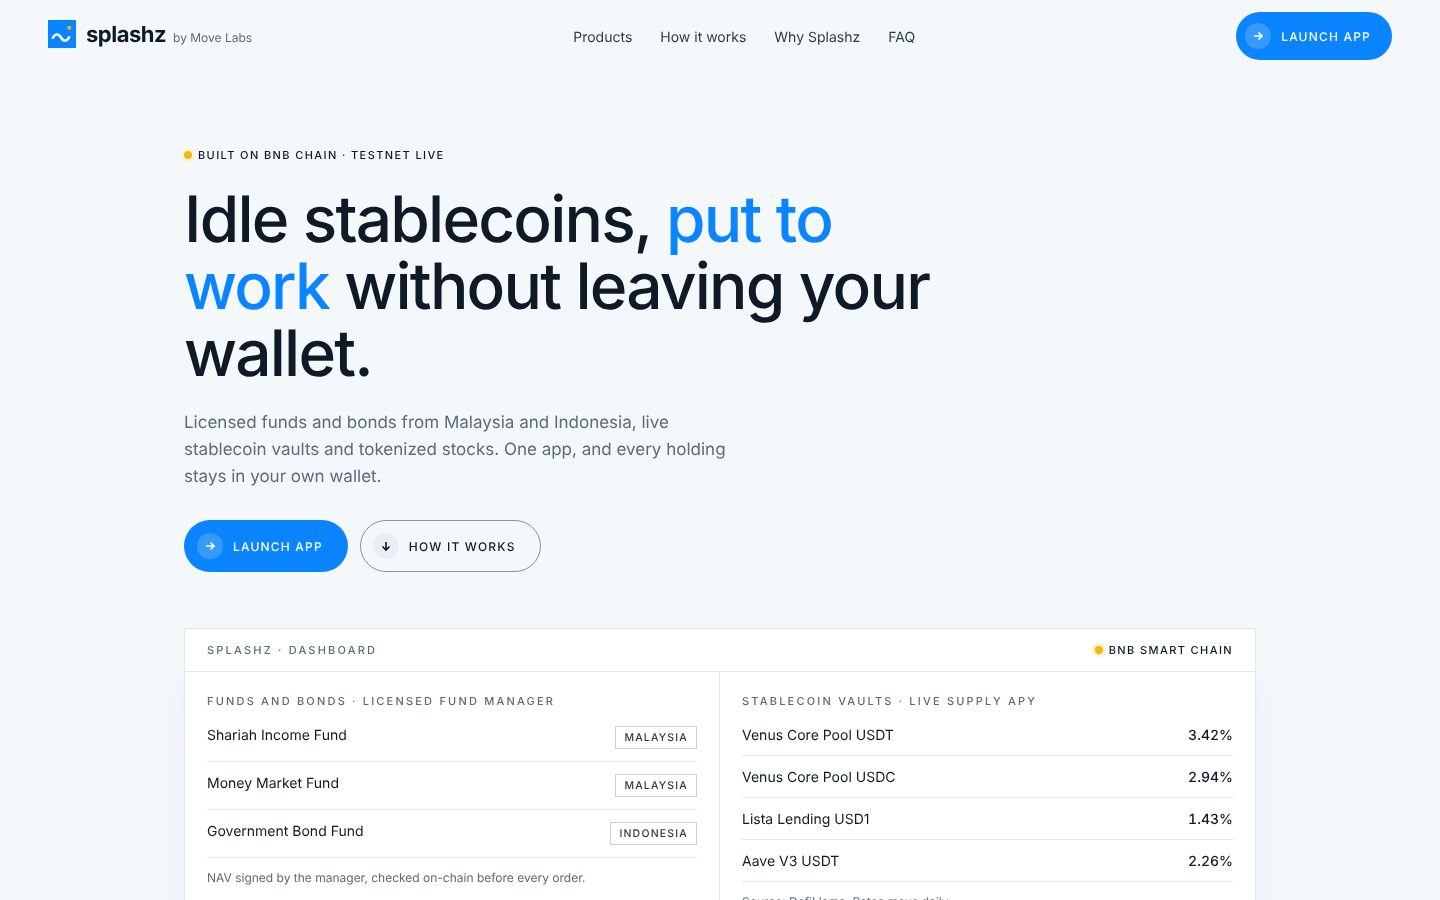 splashz by Move Labs
Products
How it works
Why Splashz
FAQ
LAUNCH APP
BUILT ON BNB CHAIN · TESTNET LIVE
Idle stablecoins, put to
work without leaving your
wallet.
Licensed funds and bonds from Malaysia and Indonesia, live
stablecoin vaults and tokenized stocks. One app, and every holding
stays in your own wallet.
LAUNCH APP
HOW IT WORKS
SPLASHZ · DASHBOARD
BNB SMART CHAIN
FUNDS AND BONDS · LICENSED FUND MANAGER
Shariah Income Fund MALAYSIA
Money Market Fund MALAYSIA
Government Bond Fund INDONESIA
NAV signed by the manager, checked on-chain before every order.
STABLECOIN VAULTS · LIVE SUPPLY APY
Venus Core Pool USDT 3.42%
Venus Core Pool USDC 2.94%
Lista Lending USD1 1.43%
Aave V3 USDT 2.26%